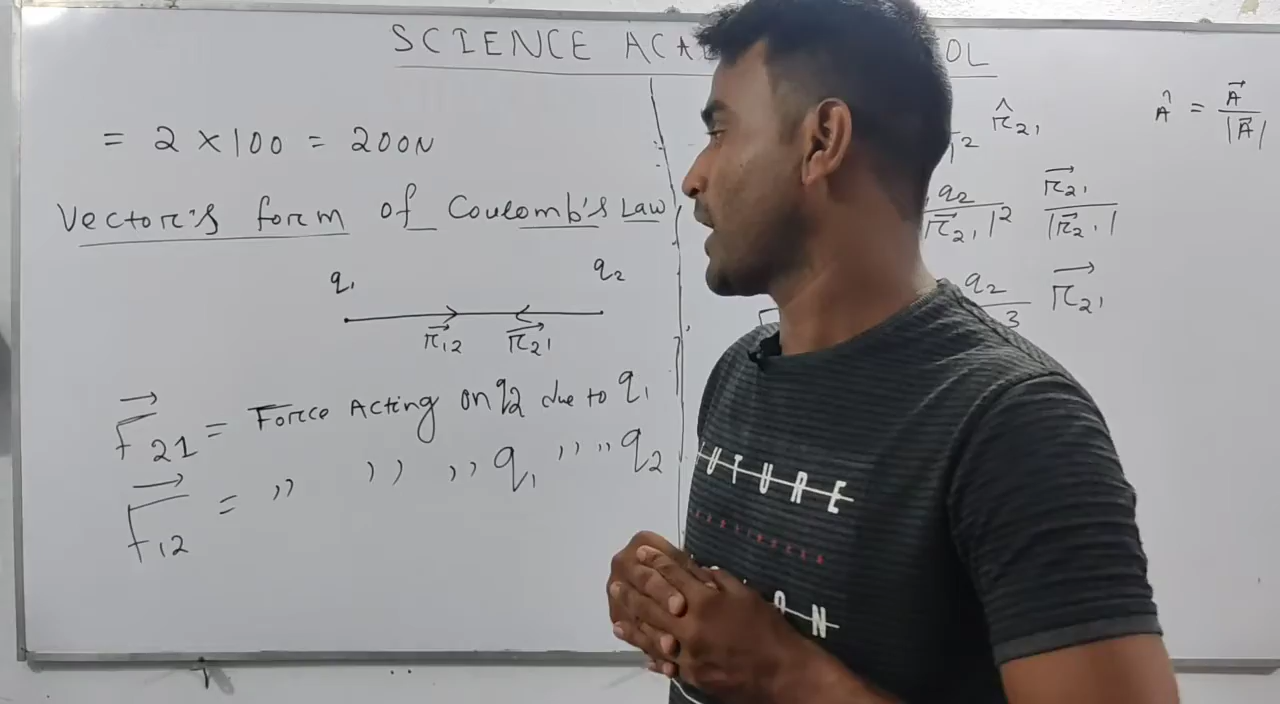 SCIENCE ACA OL
= 2 × 100 = 200N
Vector's form of Coulomb's Law
q₁ q₂
r⃗₁₂ r⃗₂₁
F⃗₂₁ = Force Acting on q2 due to q₁
F⃗₁₂ = ,, ,, ,, q₁ ,, ,, q₂
² r̂₂₁
q₂ / |r⃗₂₁|² r⃗₂₁ / |r⃗₂₁|
q₂ / ³ r⃗₂₁
Â = A⃗ / |A⃗|
FUTURE